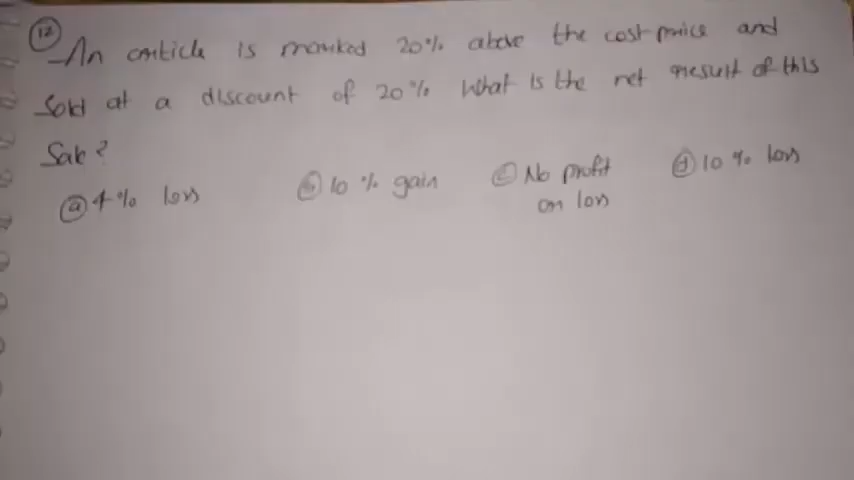 12 An article is marked 20% above the cost price and
sold at a discount of 20% What is the net result of this
Sale?
(a) 4% loss (b) 10% gain (c) No profit or loss (d) 10% loss